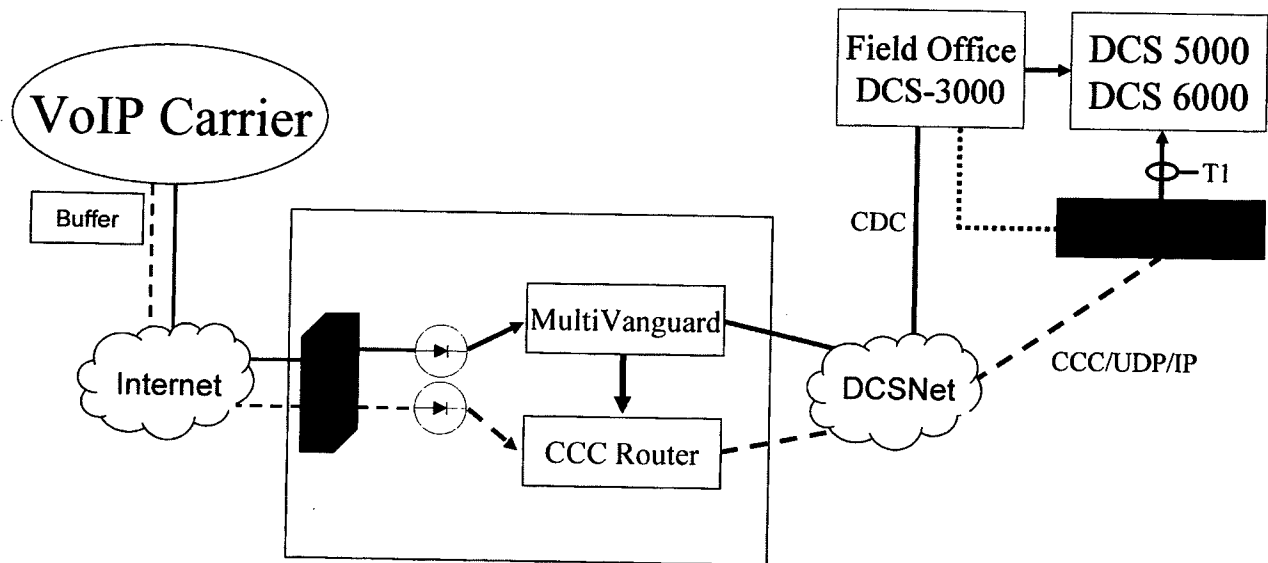 VoIP Carrier
Buffer
Internet
MultiVanguard
CCC Router
DCSNet
CDC
Field Office
DCS-3000
DCS 5000
DCS 6000
T1
CCC/UDP/IP